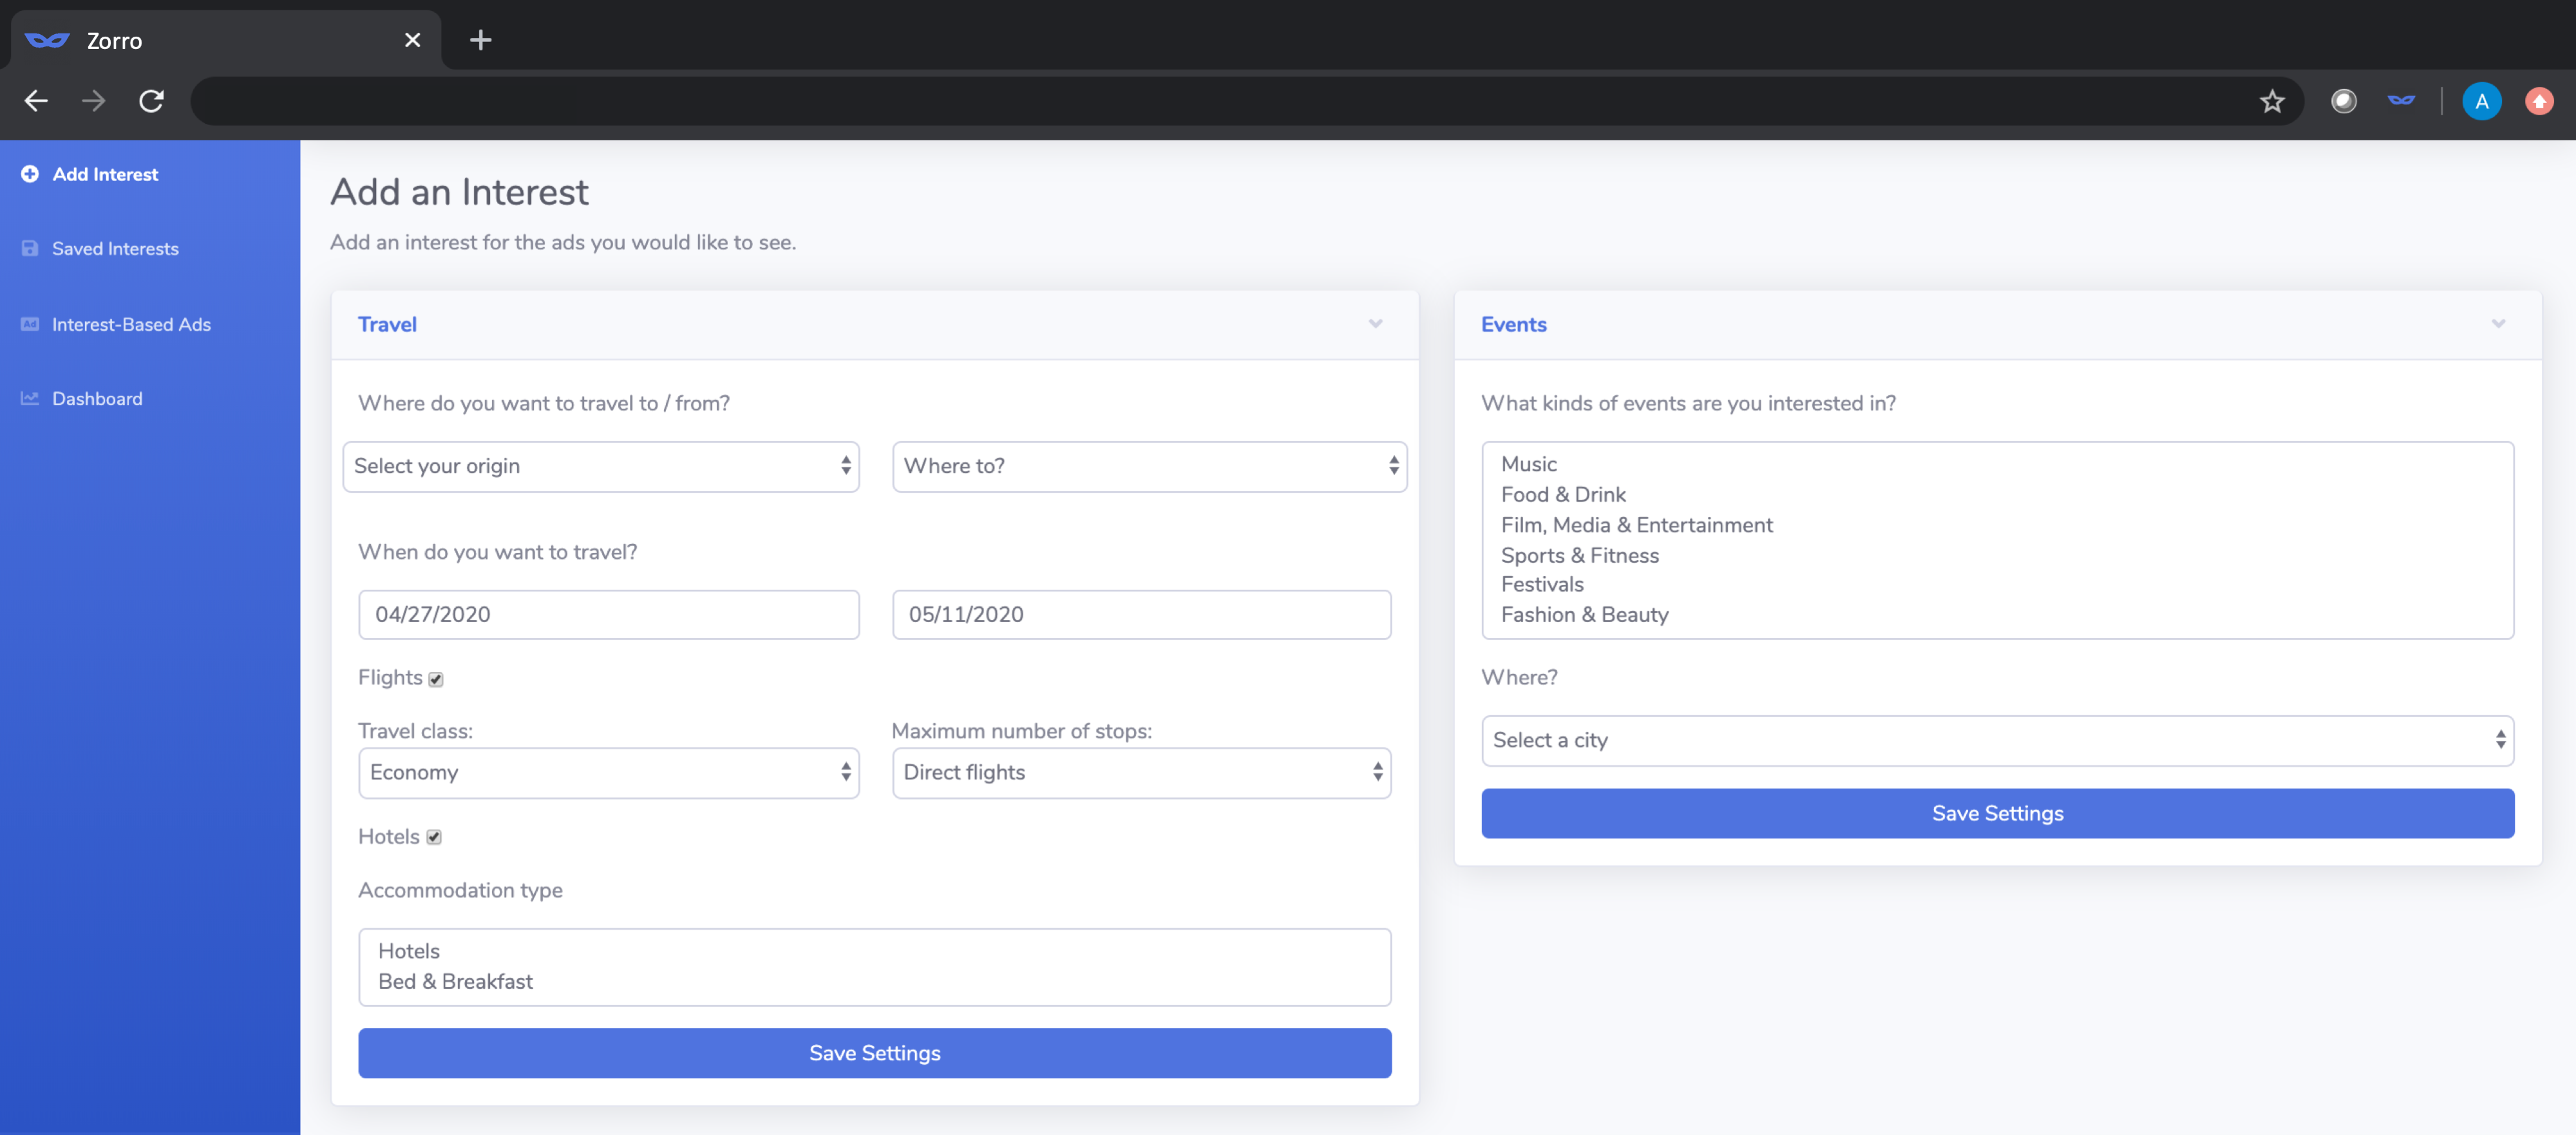 Zorro
A
Add Interest
Saved Interests
Ad Interest-Based Ads
Dashboard
Add an Interest
Add an interest for the ads you would like to see.
Travel
Where do you want to travel to / from?
Select your origin
Where to?
When do you want to travel?
04/27/2020
05/11/2020
Flights
Travel class:
Maximum number of stops:
Economy
Direct flights
Hotels
Accommodation type
Hotels
Bed & Breakfast
Save Settings
Events
What kinds of events are you interested in?
Music
Food & Drink
Film, Media & Entertainment
Sports & Fitness
Festivals
Fashion & Beauty
Where?
Select a city
Save Settings